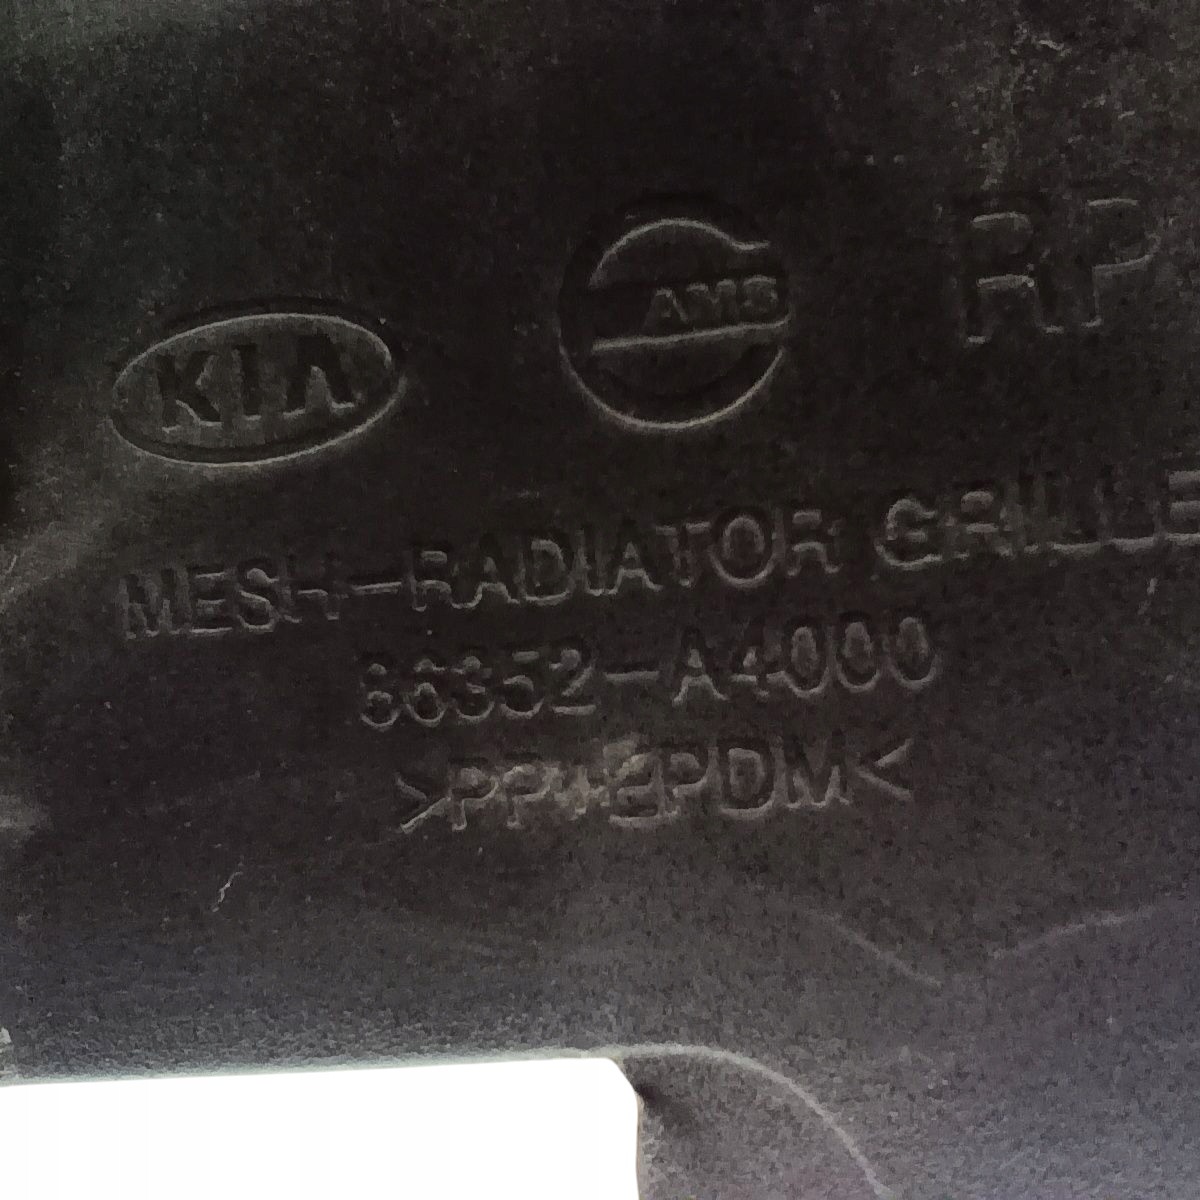 KIA
AMS
RP
MESH-RADIATOR GRILLE
86352-A4000
>PP+EPDM<